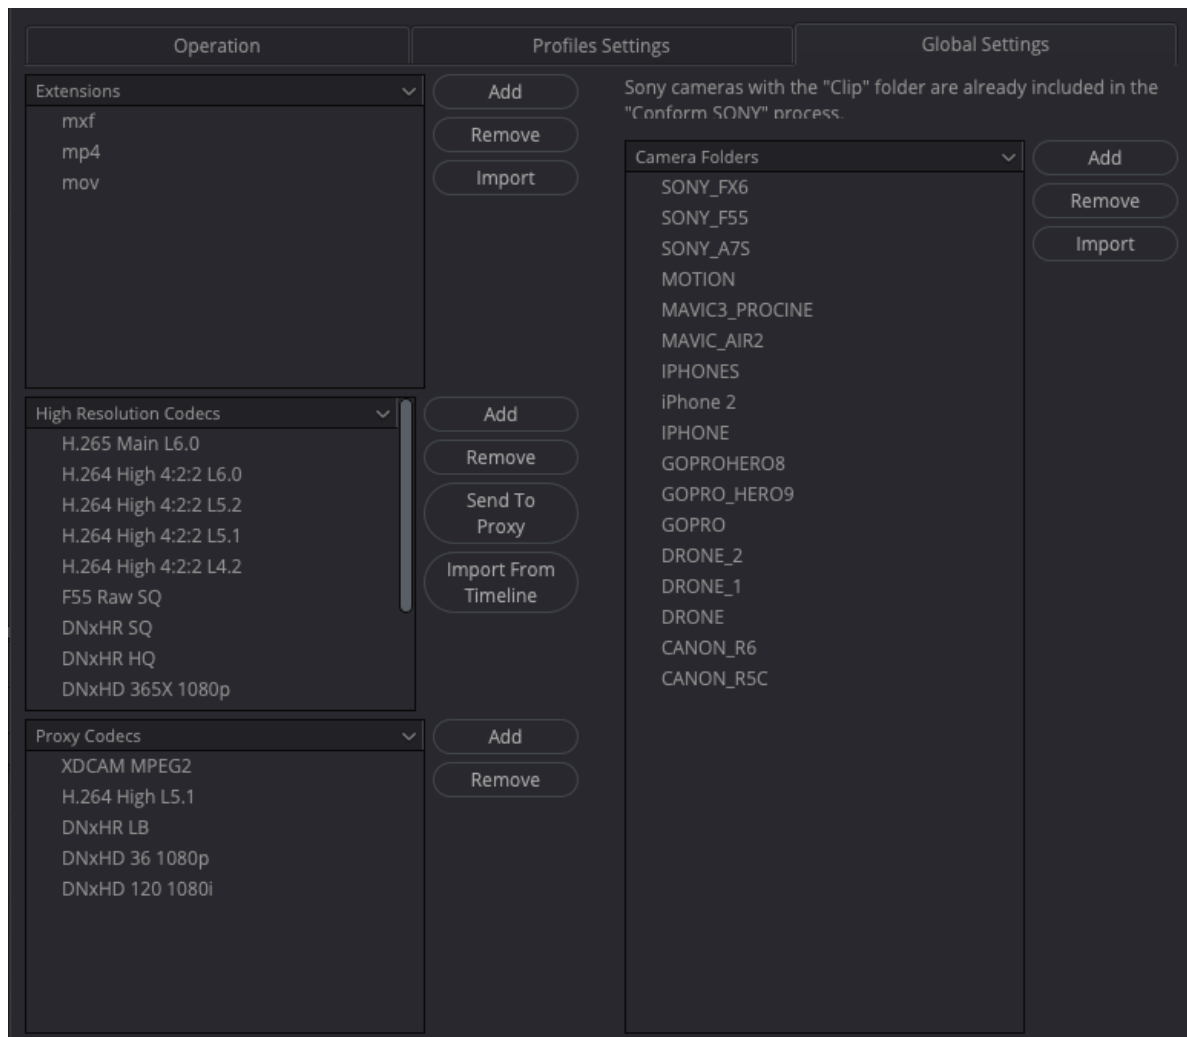 Operation
Profiles Settings
Global Settings
Extensions
mxf
mp4
mov
Add
Remove
Import
High Resolution Codecs
H.265 Main L6.0
H.264 High 4:2:2 L6.0
H.264 High 4:2:2 L5.2
H.264 High 4:2:2 L5.1
H.264 High 4:2:2 L4.2
F55 Raw SQ
DNxHR SQ
DNxHR HQ
DNxHD 365X 1080p
Add
Remove
Send To
Proxy
Import From
Timeline
Proxy Codecs
XDCAM MPEG2
H.264 High L5.1
DNxHR LB
DNxHD 36 1080p
DNxHD 120 1080i
Add
Remove
Sony cameras with the "Clip" folder are already included in the
"Conform SONY" process.
Camera Folders
SONY_FX6
SONY_F55
SONY_A7S
MOTION
MAVIC3_PROCINE
MAVIC_AIR2
IPHONES
iPhone 2
IPHONE
GOPROHERO8
GOPRO_HERO9
GOPRO
DRONE_2
DRONE_1
DRONE
CANON_R6
CANON_R5C
Add
Remove
Import